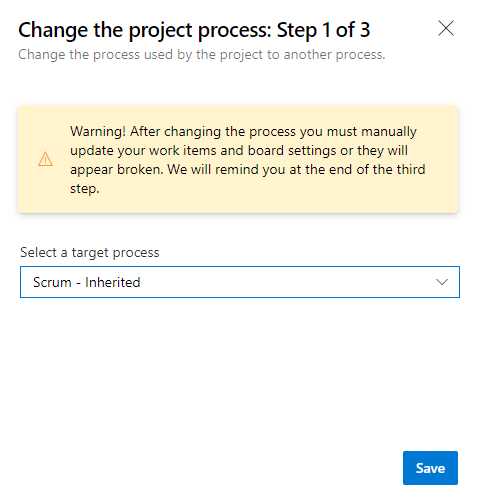 Change the project process: Step 1 of 3
Change the process used by the project to another process.
Warning! After changing the process you must manually
update your work items and board settings or they will
appear broken. We will remind you at the end of the third
step.
Select a target process
Scrum - Inherited
Save